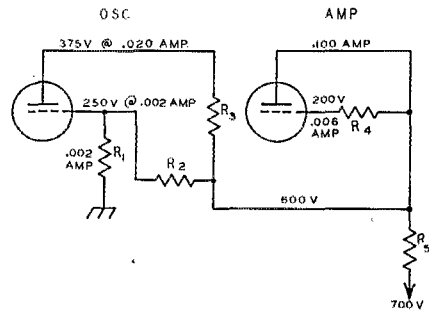 OSC AMP
375V @ .020 AMP. .100 AMP
250V @ .002 AMP 200V
R3 .006 AMP R4
.002 AMP R1
R2
600 V
R5
700V